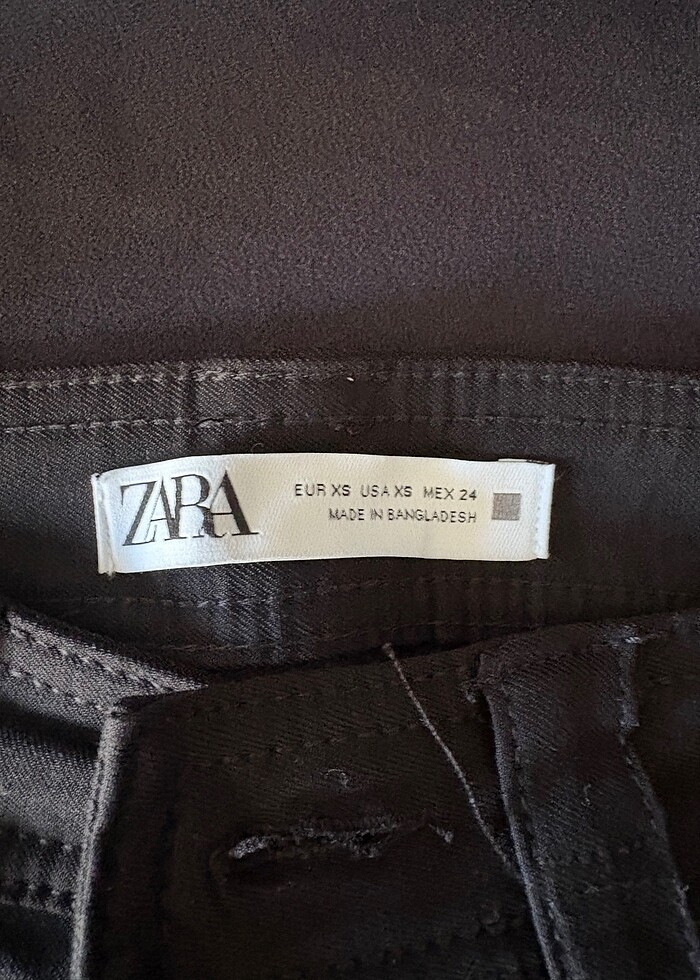 ZARA
EUR XS USA XS MEX 24
MADE IN BANGLADESH